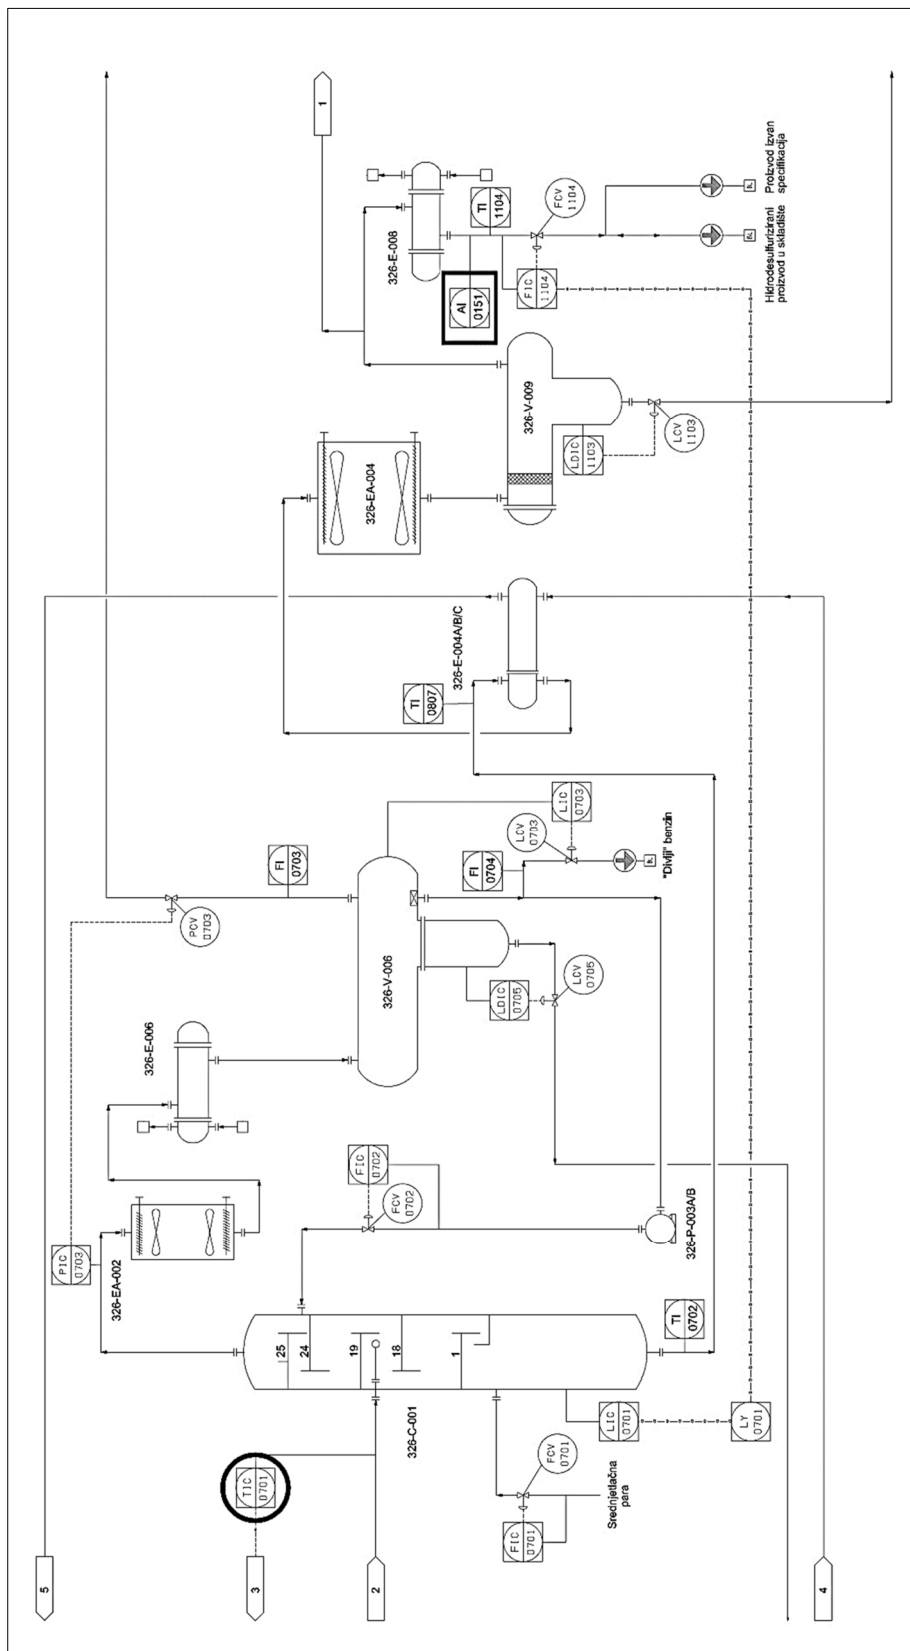 5
3
TIC
0701
2
4
PIC
0703
326-EA-002
25
24
19
18
1
326-C-001
FIC
0701
FCV
0701
Srednjetlačna
para
LIC
0701
LY
0701
TI
0702
326-E-006
FIC
0702
FCV
0702
326-P-003A/B
PCV
0703
FI
0703
326-V-006
LDIC
0705
LCV
0705
FI
0704
LCV
0703
LIC
0703
"Divlji" benzin
TI
0807
326-E-004A/B/C
326-EA-004
326-V-009
LDIC
1103
LCV
1103
1
326-E-008
AI
0151
TI
1104
FIC
1104
FCV
1104
Hidrodesulfurizirani
proizvod u skladište
Proizvod izvan
specifikacija